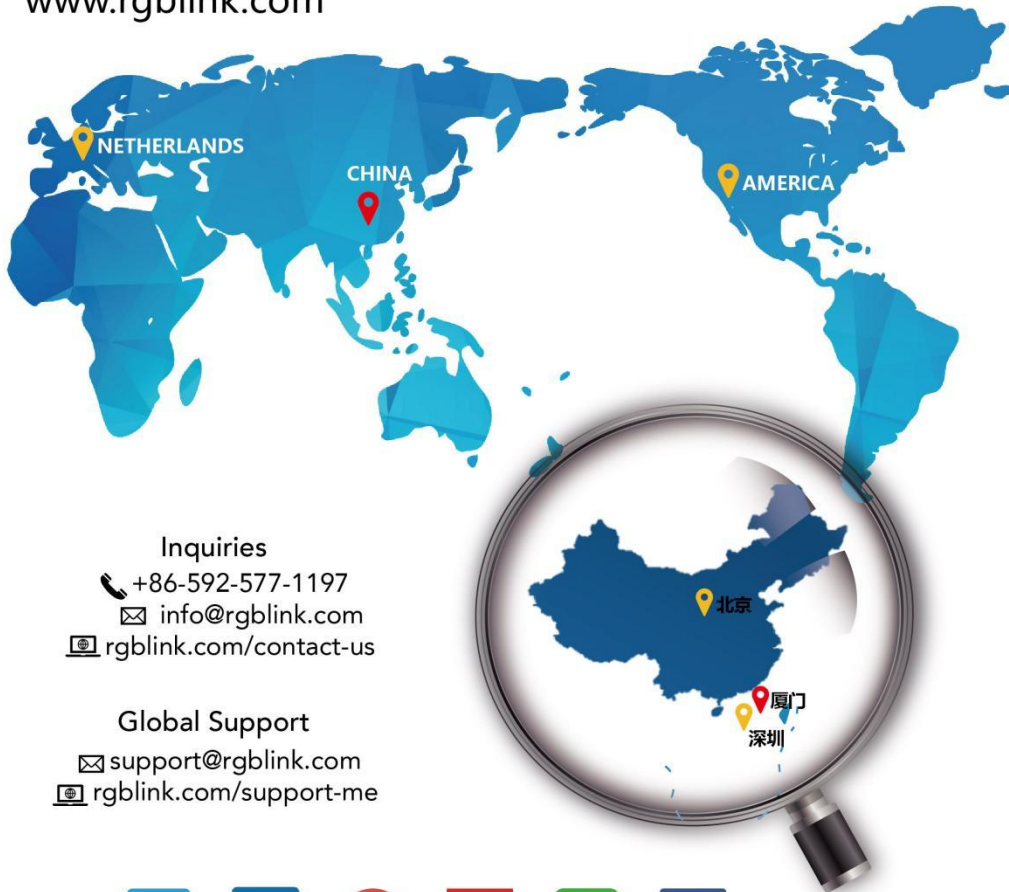 www.rgblink.com
NETHERLANDS
CHINA
AMERICA
Inquiries
+86-592-577-1197
info@rgblink.com
rgblink.com/contact-us
北京
厦门
深圳
Global Support
support@rgblink.com
rgblink.com/support-me